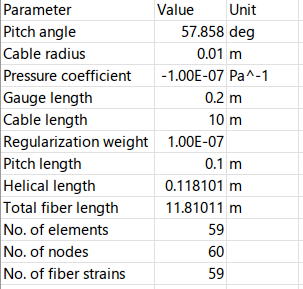 Parameter Value Unit
Pitch angle 57.858 deg
Cable radius 0.01 m
Pressure coefficient -1.00E-07 Pa^-1
Gauge length 0.2 m
Cable length 10 m
Regularization weight 1.00E-07
Pitch length 0.1 m
Helical length 0.118101 m
Total fiber length 11.81011 m
No. of elements 59
No. of nodes 60
No. of fiber strains 59